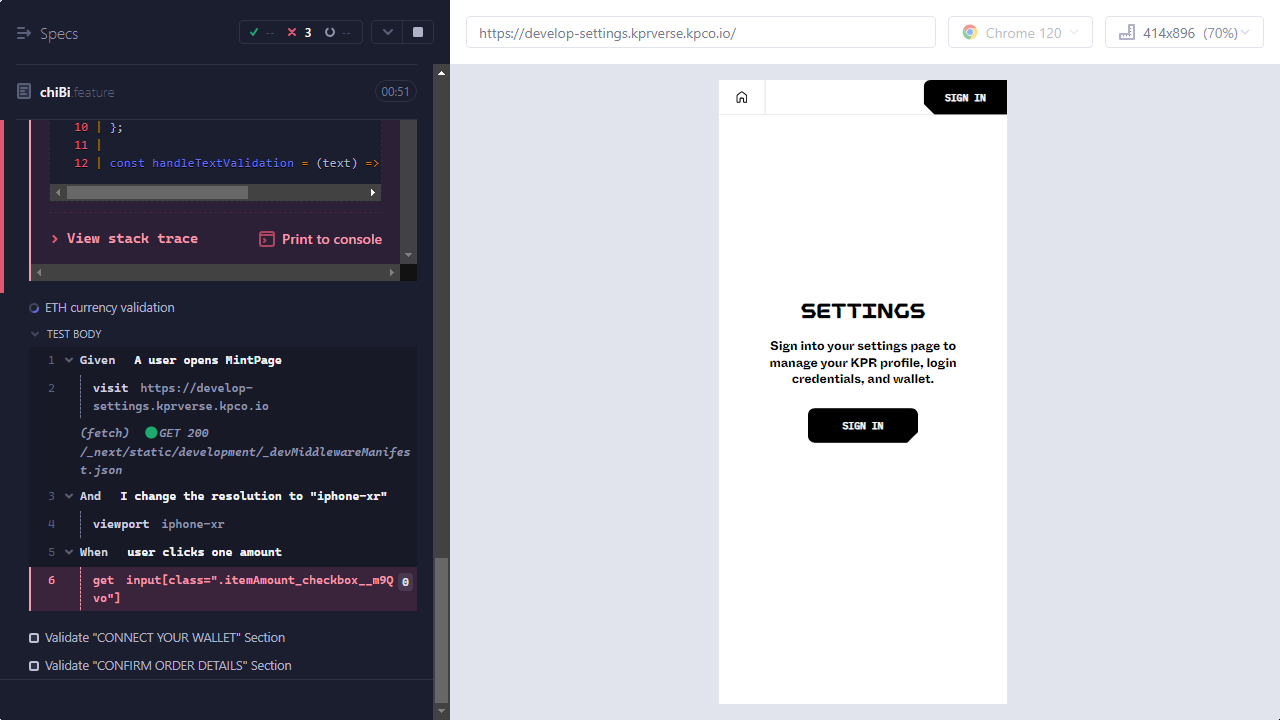 Specs
-- 3 --
chiBi.feature
00:51
10 | };
11 |
12 | const handleTextValidation = (text) =>
View stack trace
Print to console
ETH currency validation
TEST BODY
1 Given A user opens MintPage
2 visit https://develop-
settings.kprverse.kpco.io
(fetch) GET 200
/_next/static/development/_devMiddlewareManifes
t.json
3 And I change the resolution to "iphone-xr"
4 viewport iphone-xr
5 When user clicks one amount
6 get input[class=".itemAmount_checkbox__m9Q
vo"]
0
Validate "CONNECT YOUR WALLET" Section
Validate "CONFIRM ORDER DETAILS" Section
https://develop-settings.kprverse.kpco.io/
Chrome 120
414x896 (70%)
SIGN IN
SETTINGS
Sign into your settings page to
manage your KPR profile, login
credentials, and wallet.
SIGN IN